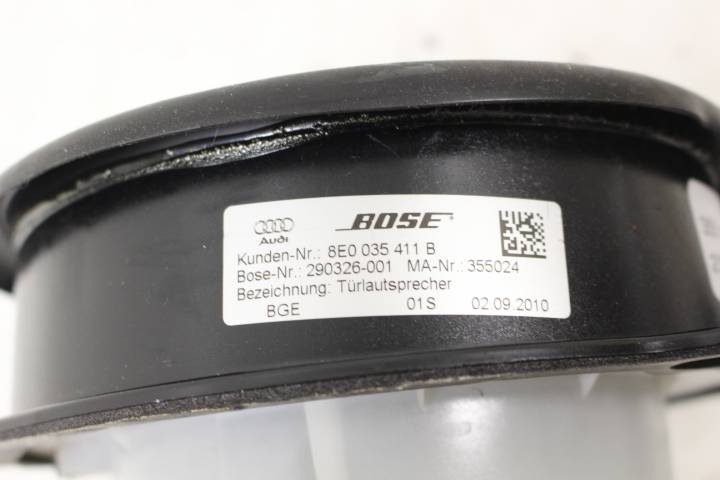 Audi
BOSE
Kunden-Nr.: 8E0 035 411 B
Bose-Nr.: 290326-001 MA-Nr.: 355024
Bezeichnung: Türlautsprecher
BGE 01S 02.09.2010